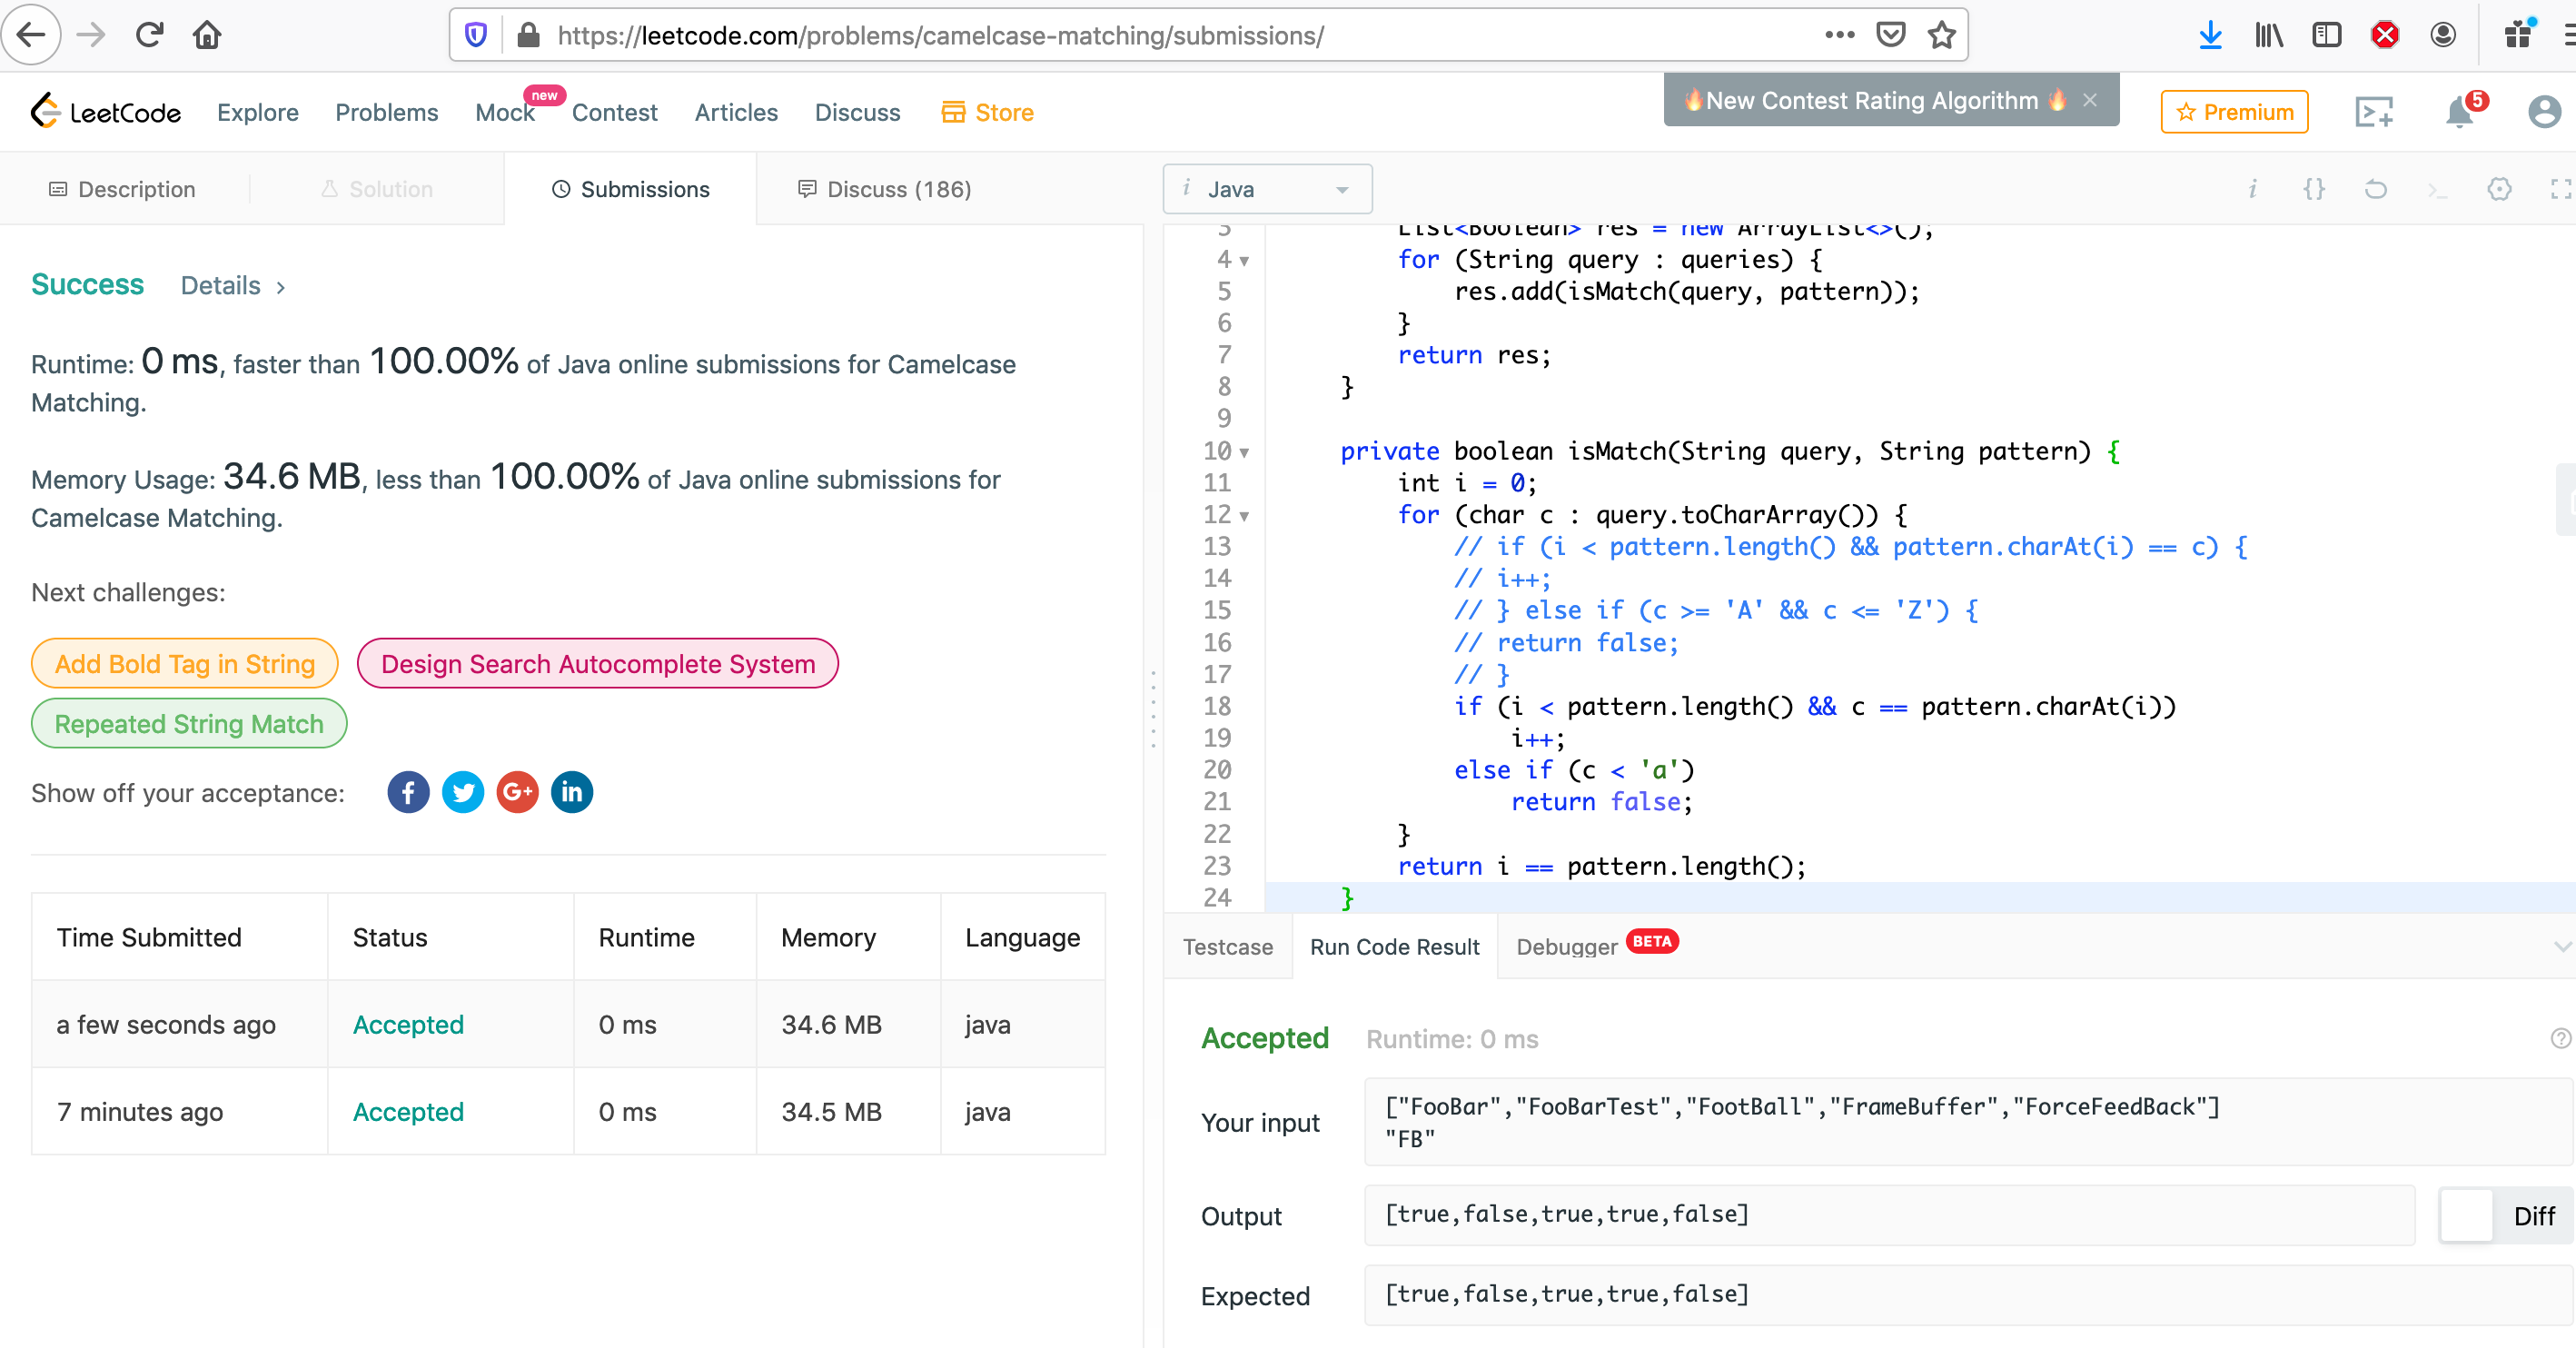 https://leetcode.com/problems/camelcase-matching/submissions/
LeetCode
Explore
Problems
Mock
new
Contest
Articles
Discuss
Store
🔥New Contest Rating Algorithm 🔥 ×
Premium
5
Description
Solution
Submissions
Discuss (186)
Success
Details >
Runtime: 0 ms, faster than 100.00% of Java online submissions for Camelcase
Matching.
Memory Usage: 34.6 MB, less than 100.00% of Java online submissions for
Camelcase Matching.
Next challenges:
Add Bold Tag in String
Design Search Autocomplete System
Repeated String Match
Show off your acceptance:
Time Submitted Status Runtime Memory Language
a few seconds ago Accepted 0 ms 34.6 MB java
7 minutes ago Accepted 0 ms 34.5 MB java
i Java
3 List<Boolean> res = new ArrayList<>();
4 for (String query : queries) {
5 res.add(isMatch(query, pattern));
6 }
7 return res;
8 }
9
10 private boolean isMatch(String query, String pattern) {
11 int i = 0;
12 for (char c : query.toCharArray()) {
13 // if (i < pattern.length() && pattern.charAt(i) == c) {
14 // i++;
15 // } else if (c >= 'A' && c <= 'Z') {
16 // return false;
17 // }
18 if (i < pattern.length() && c == pattern.charAt(i))
19 i++;
20 else if (c < 'a')
21 return false;
22 }
23 return i == pattern.length();
24 }
Testcase
Run Code Result
Debugger BETA
Accepted Runtime: 0 ms
Your input
["FooBar","FooBarTest","FootBall","FrameBuffer","ForceFeedBack"]
"FB"
Output
[true,false,true,true,false]
Diff
Expected
[true,false,true,true,false]